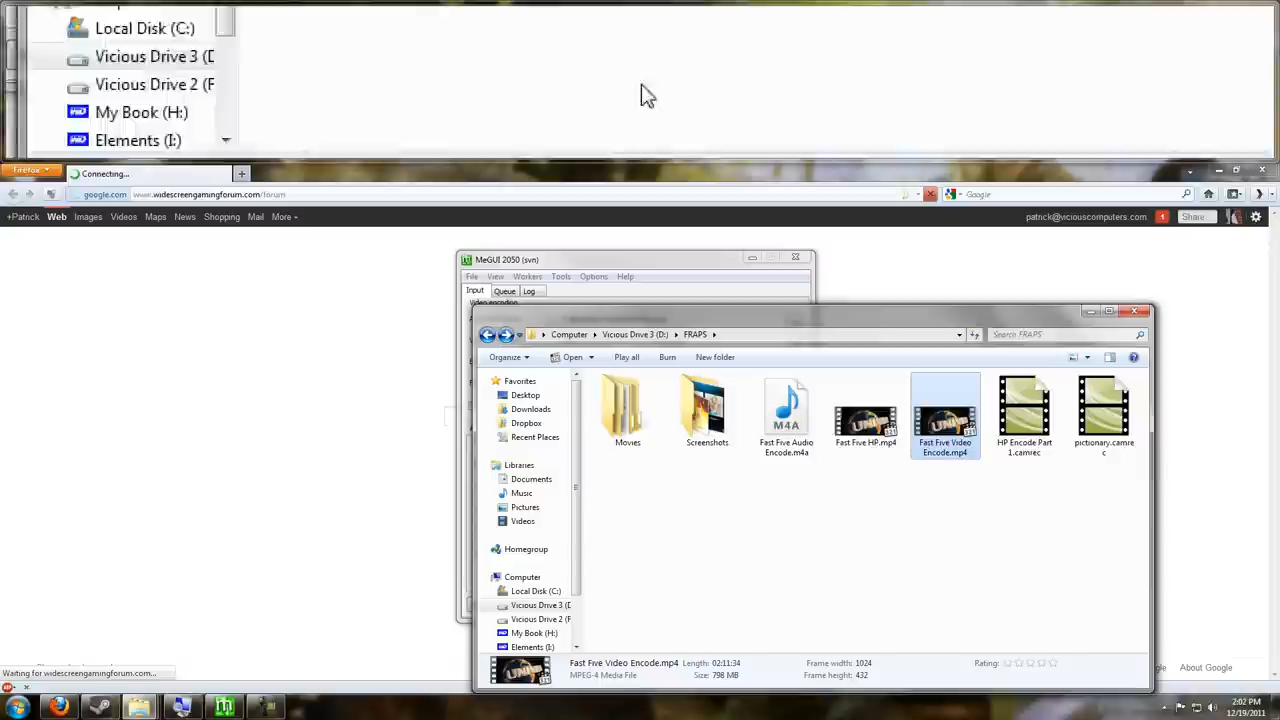 Local Disk (C:)
Vicious Drive 3 (D
Vicious Drive 2 (F
My Book (H:)
Elements (I:)
Firefox
Connecting...
google.com www.widescreengamingforum.com/forum
Google
+Patrick Web Images Videos Maps News Shopping Mail More
patrick@viciouscomputers.com 1 Share
MeGUI 2050 (svn)
File View Workers Tools Options Help
Input Queue Log
Video encoding
Computer Vicious Drive 3 (D:) FRAPS
Search FRAPS
Organize Open Play all Burn New folder
Favorites
Desktop
Downloads
Dropbox
Recent Places
Libraries
Documents
Music
Pictures
Videos
Homegroup
Computer
Local Disk (C:)
Vicious Drive 3 (D
Vicious Drive 2 (F
My Book (H:)
Elements (I:)
M4A
UNIV
UNIV
Movies
Screenshots
Fast Five Audio
Encode.m4a
Fast Five HP.mp4
Fast Five Video
Encode.mp4
HP Encode Part
1.camrec
pictionary.camre
c
Fast Five Video Encode.mp4 Length: 02:11:34 Frame width: 1024 Rating:
MPEG-4 Media File Size: 798 MB Frame height: 432
About Google
Waiting for widescreengamingforum.com...
2:02 PM
12/19/2011